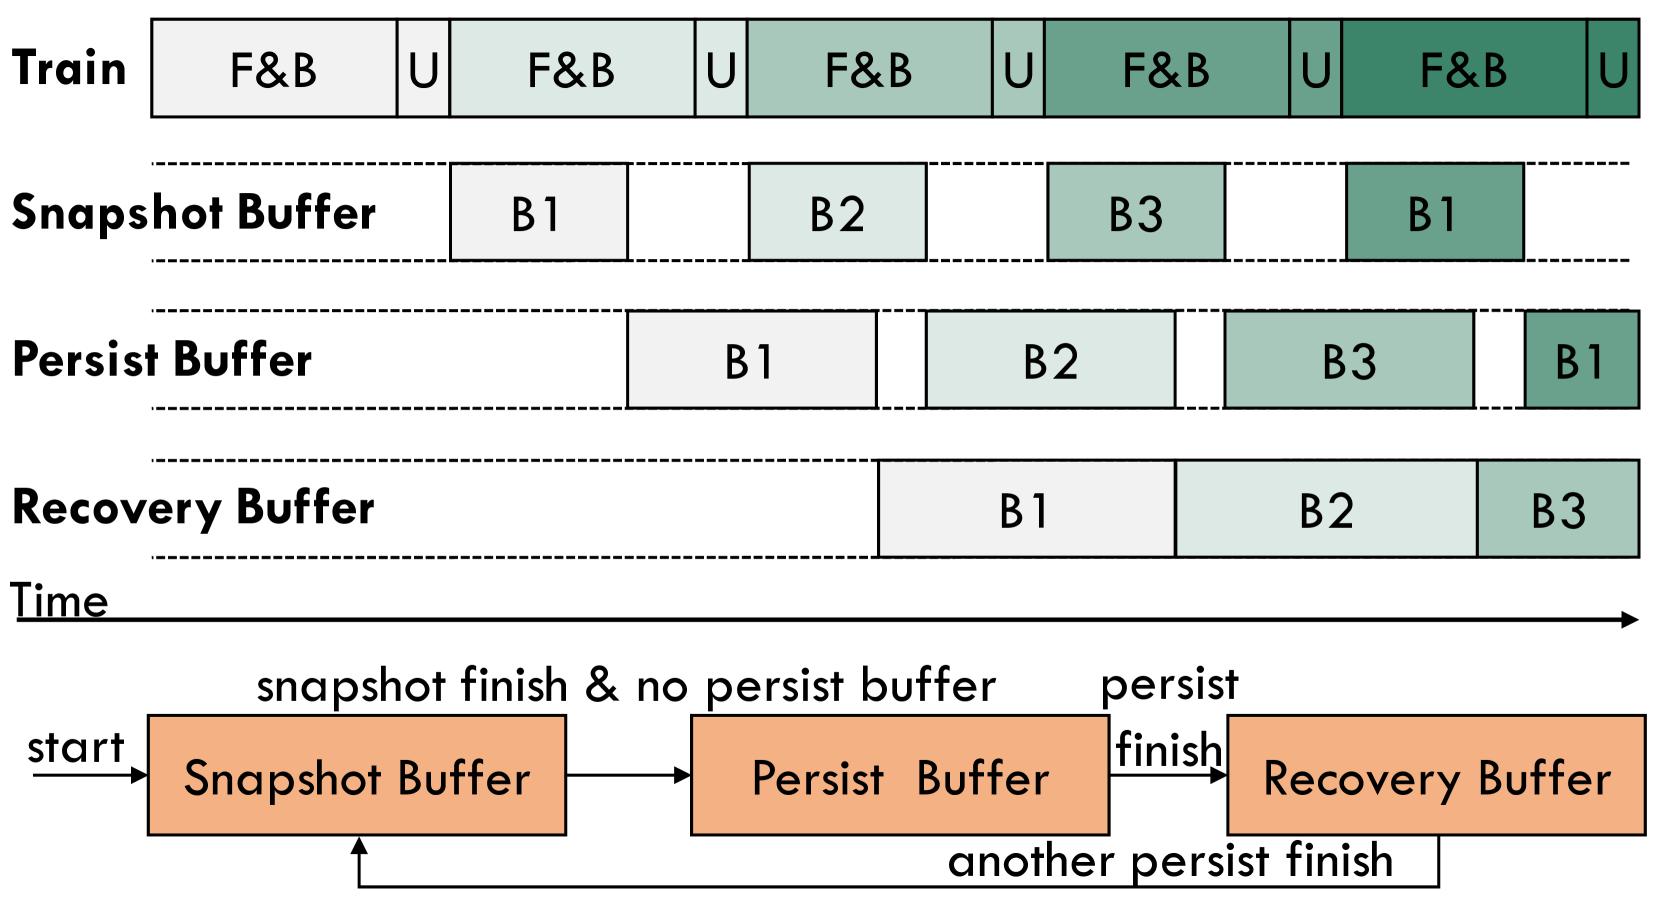 Train F&B U F&B U F&B U F&B U F&B U
Snapshot Buffer B1 B2 B3 B1
Persist Buffer B1 B2 B3 B1
Recovery Buffer B1 B2 B3
Time
snapshot finish & no persist buffer
persist
finish
start
Snapshot Buffer
Persist Buffer
Recovery Buffer
another persist finish